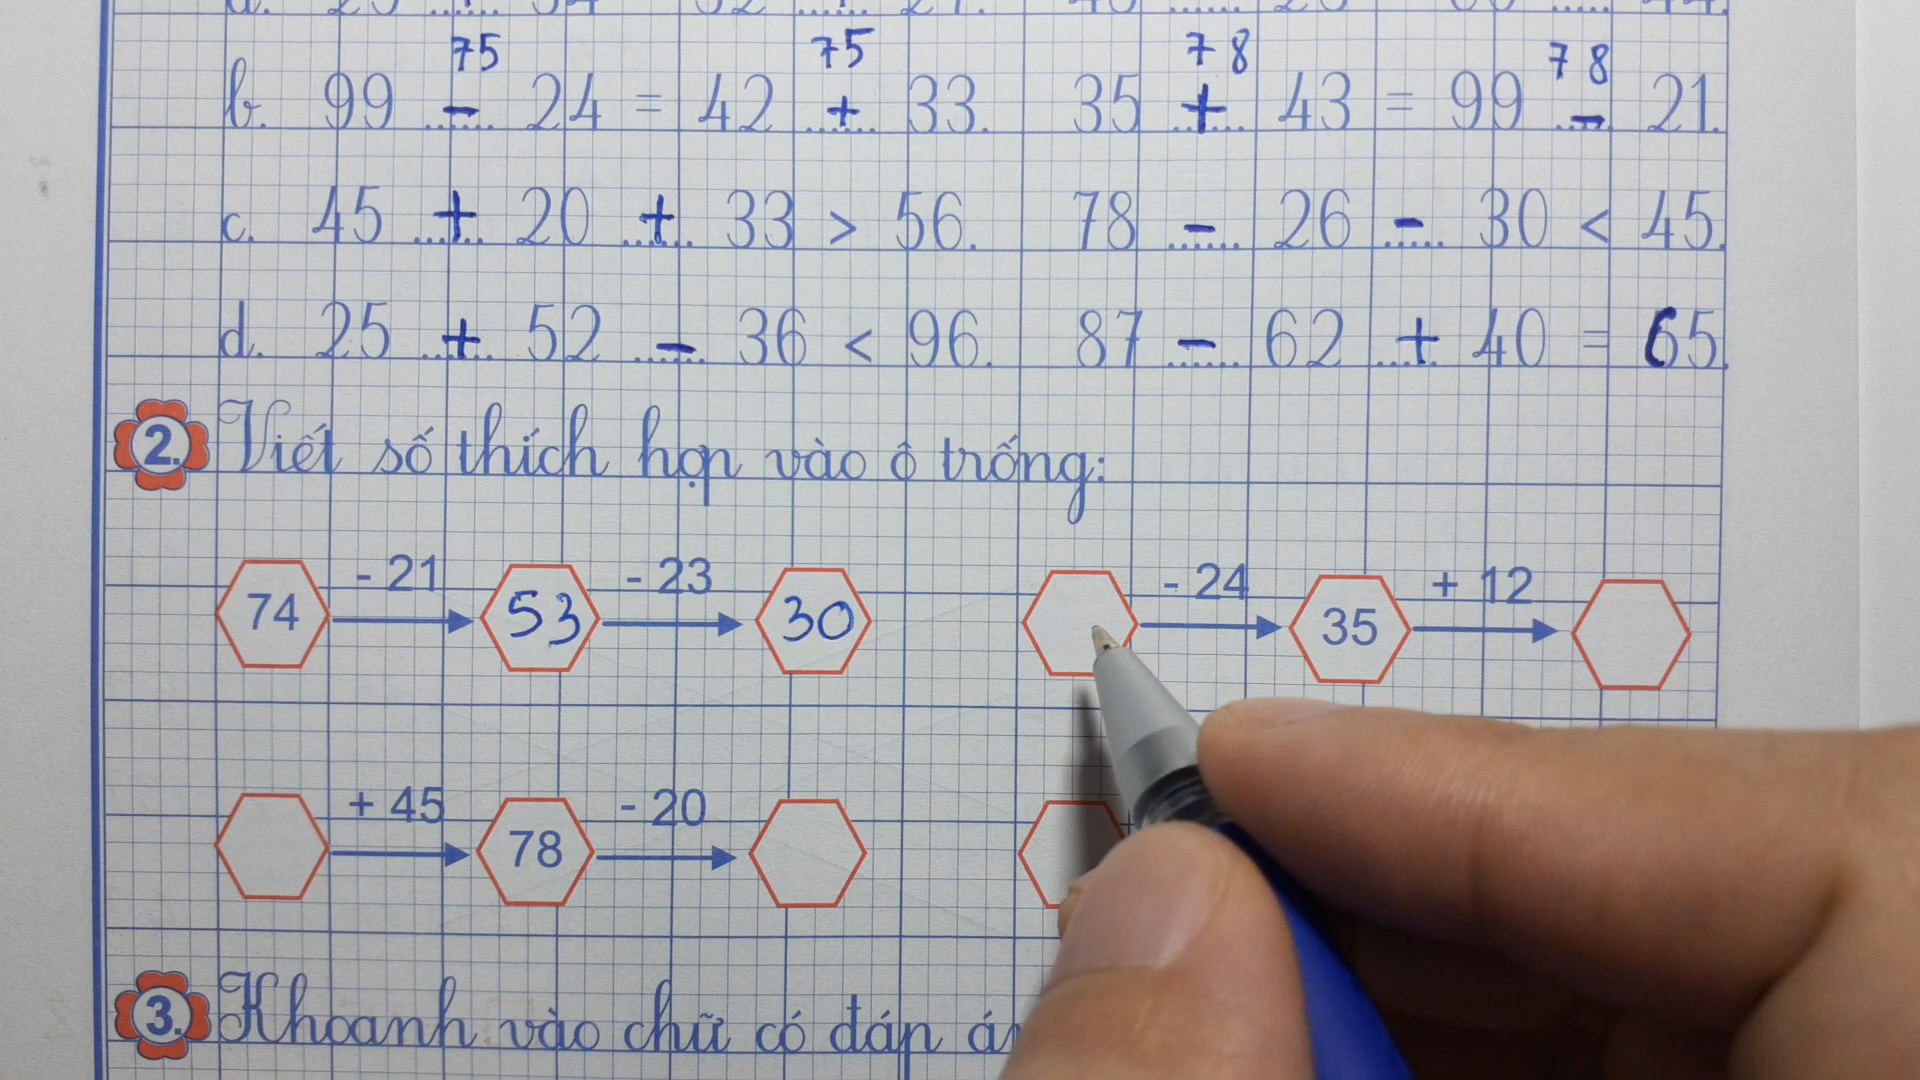 75 75 78 78
b. 99 - 24 = 42 + 33. 35 + 43 = 99 - 21.
c. 45 + 20 + 33 > 56. 78 - 26 - 30 < 45.
d. 25 + 52 - 36 < 96. 87 - 62 + 40 = 65.
2. Viết số thích hợp vào ô trống:
- 21 - 23 - 24 + 12
74 53 30 35
+ 45 - 20
78
3. Khoanh vào chữ có đáp